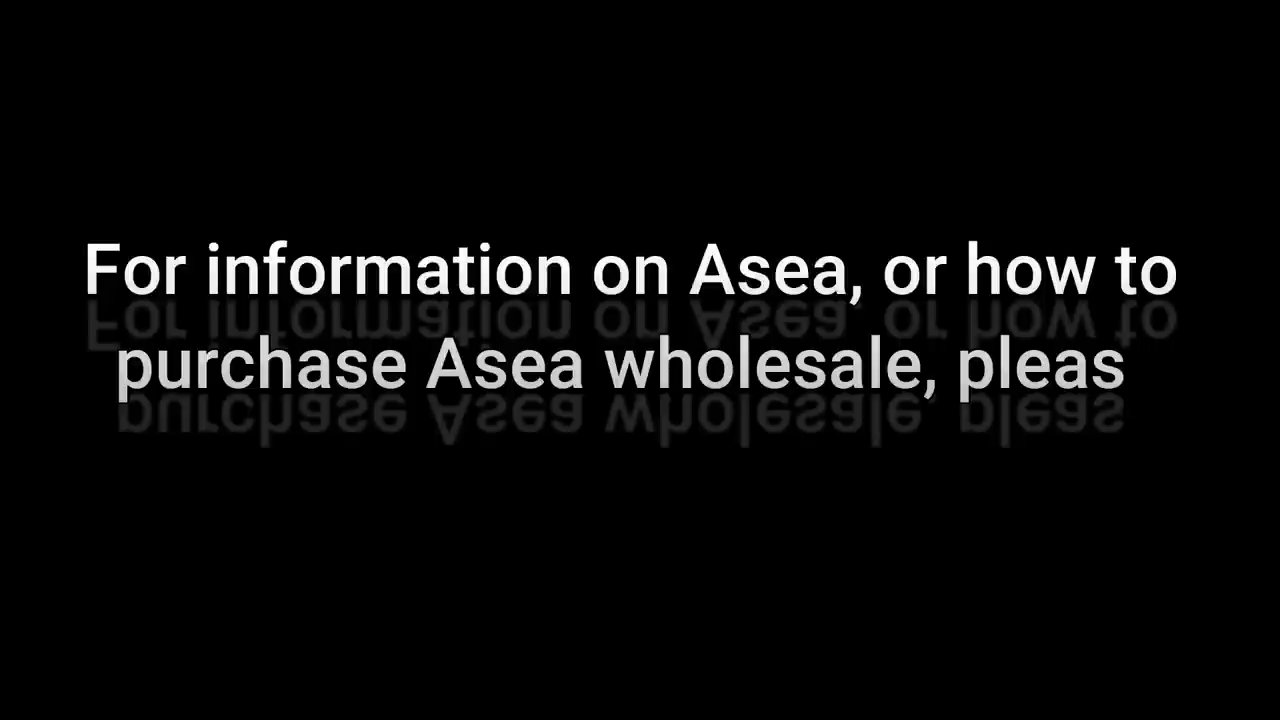 For information on Asea, or how to
purchase Asea wholesale, pleas